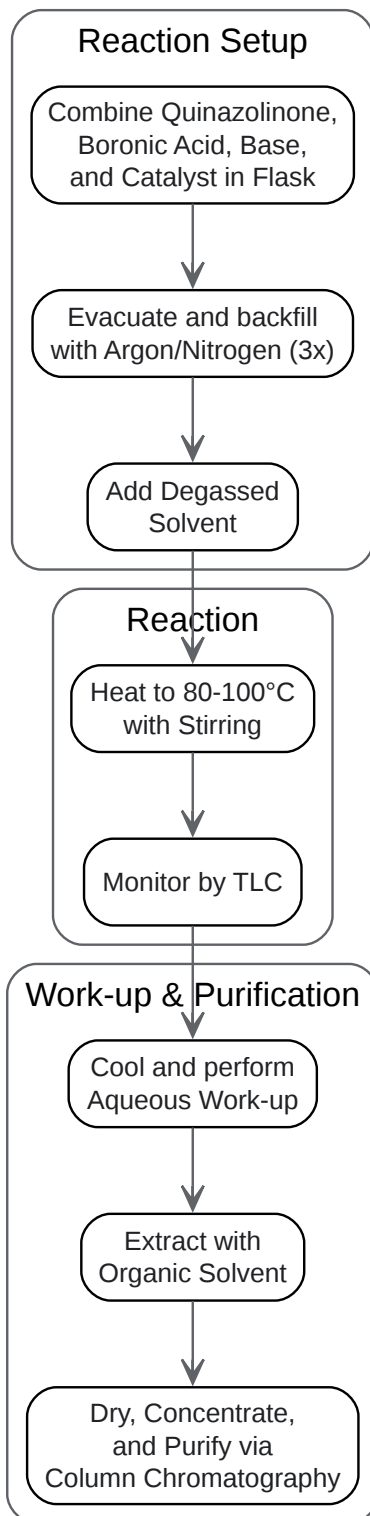 Reaction Setup
Combine Quinazolinone,
Boronic Acid, Base,
and Catalyst in Flask
Evacuate and backfill
with Argon/Nitrogen (3x)
Add Degassed
Solvent
Reaction
Heat to 80-100°C
with Stirring
Monitor by TLC
Work-up & Purification
Cool and perform
Aqueous Work-up
Extract with
Organic Solvent
Dry, Concentrate,
and Purify via
Column Chromatography